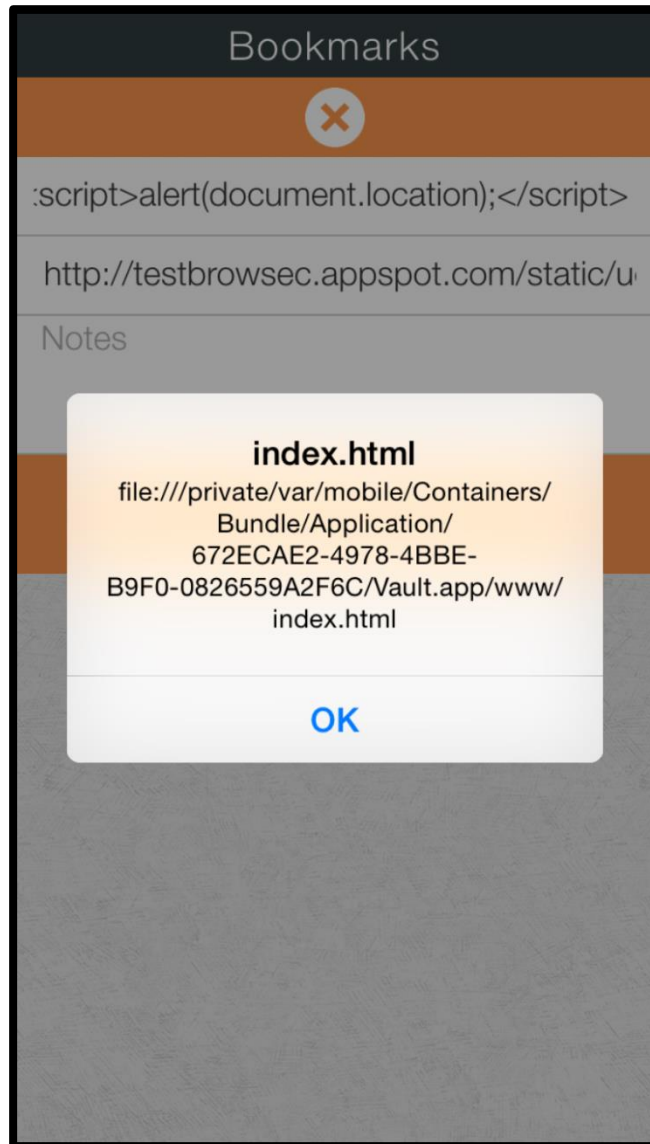 Bookmarks
:script>alert(document.location);</script>
http://testbrowsec.appspot.com/static/u
Notes
index.html
file:///private/var/mobile/Containers/
Bundle/Application/
672ECAE2-4978-4BBE-
B9F0-0826559A2F6C/Vault.app/www/
index.html
OK